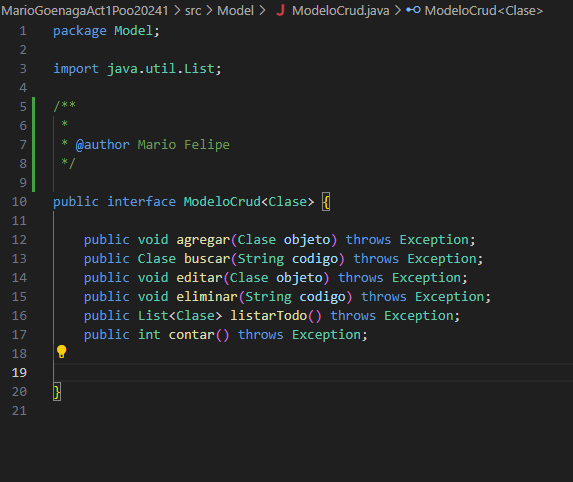 MarioGoenagaAct1Poo20241 > src > Model > J ModeloCrud.java > ModeloCrud<Clase>
1 package Model;
2
3 import java.util.List;
4
5 /**
6 *
7 * @author Mario Felipe
8 */
9
10 public interface ModeloCrud<Clase> {
11
12 public void agregar(Clase objeto) throws Exception;
13 public Clase buscar(String codigo) throws Exception;
14 public void editar(Clase objeto) throws Exception;
15 public void eliminar(String codigo) throws Exception;
16 public List<Clase> listarTodo() throws Exception;
17 public int contar() throws Exception;
18
19
20 }
21